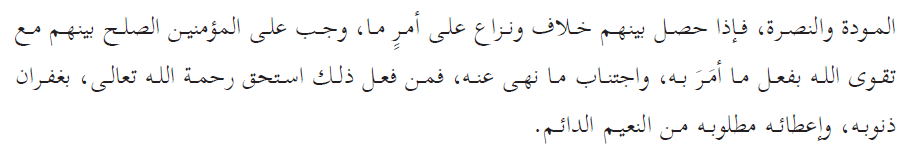 المودة والنصرة، فإذا حصل بينهم خلاف ونزاع على أمرٍ ما، وجب على المؤمنين الصلح بينهم مع
تقوى الله بفعل ما أمَرَ به، واجتناب ما نهى عنه، فمن فعل ذلك استحق رحمة الله تعالى، بغفران
ذنوبه، وإعطائه مطلوبه من النعيم الدائم.